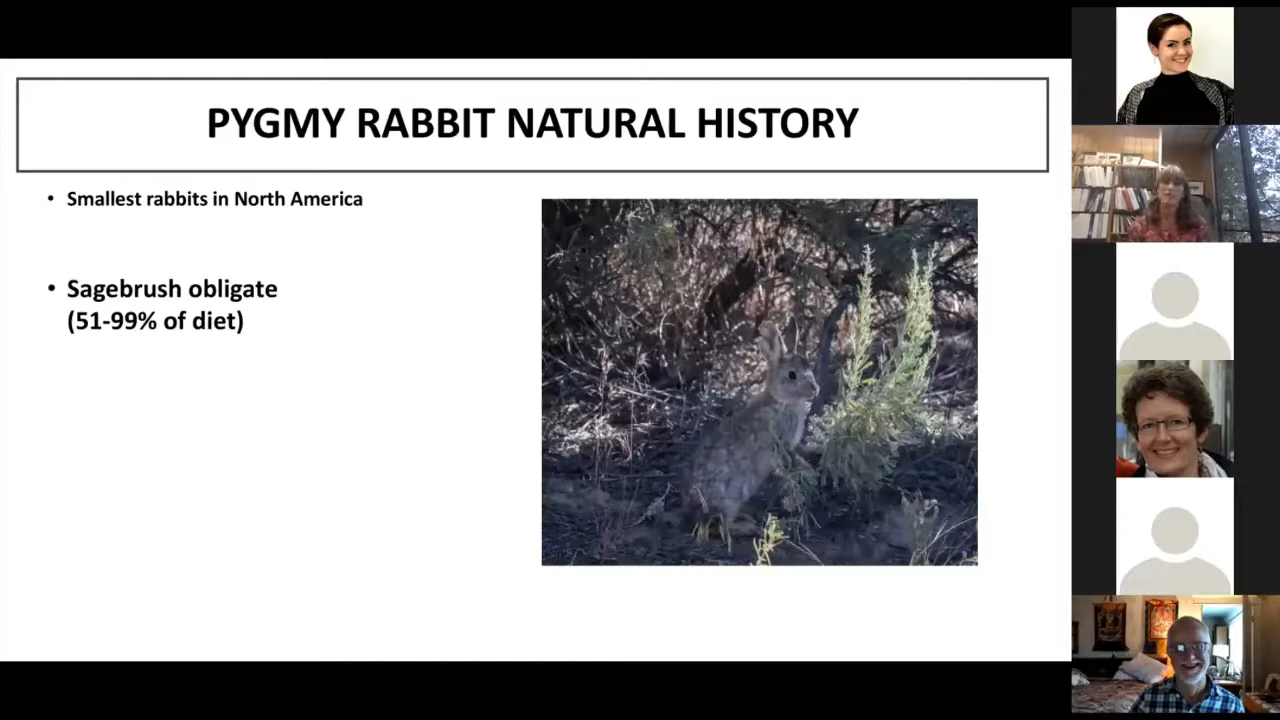 PYGMY RABBIT NATURAL HISTORY
• Smallest rabbits in North America
• Sagebrush obligate
(51-99% of diet)